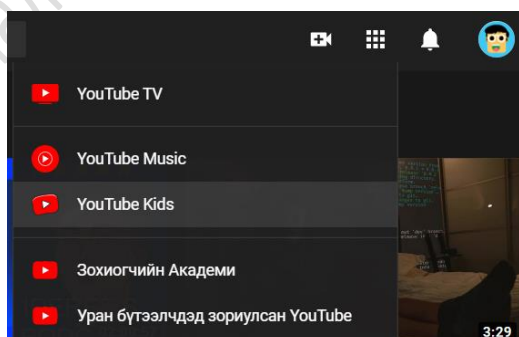 YouTube TV
YouTube Music
YouTube Kids
Зохиогчийн Академи
Уран бүтээлчдэд зориулсан YouTube
3:29